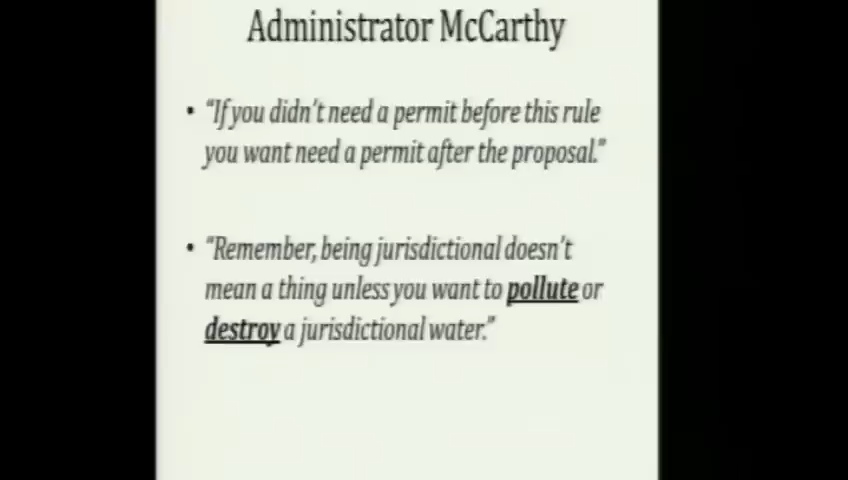 Administrator McCarthy
• “If you didn’t need a permit before this rule
you want need a permit after the proposal.”
• “Remember, being jurisdictional doesn’t
mean a thing unless you want to pollute or
destroy a jurisdictional water.”